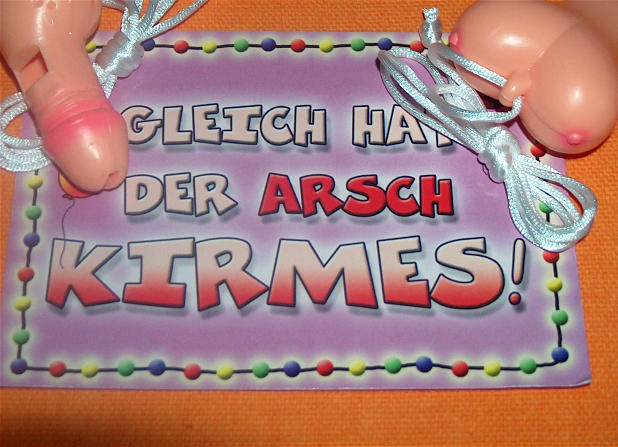 GLEICH HAT
DER ARSCH
KIRMES!